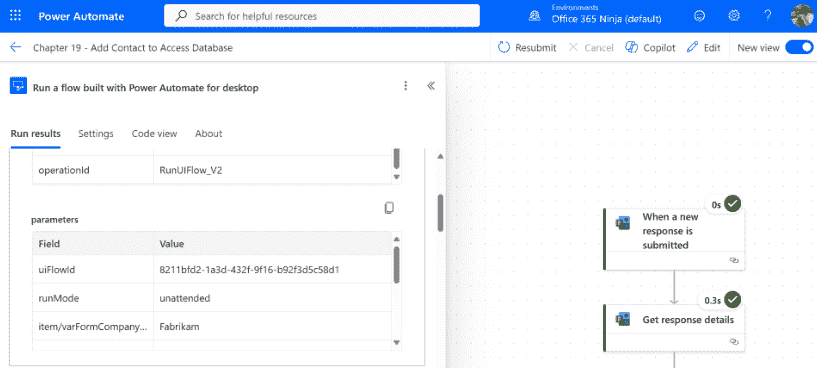 Power Automate
Search for helpful resources
Environments
Office 365 Ninja (default)
?
Chapter 19 - Add Contact to Access Database
Resubmit
Cancel
Copilot
Edit
New view
Run a flow built with Power Automate for desktop
Run results
Settings
Code view
About
operationId RunUIFlow_V2
parameters
Field Value
uiFlowId 8211bfd2-1a3d-432f-9f16-b92f3d5c58d1
runMode unattended
item/varFormCompany... Fabrikam
0s
When a new
response is
submitted
0.3s
Get response details